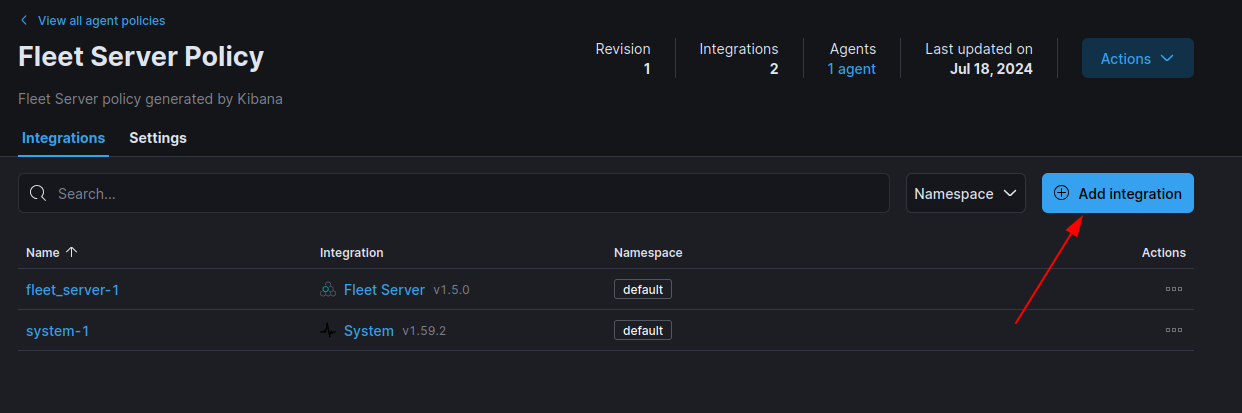 View all agent policies
Fleet Server Policy
Revision Integrations Agents Last updated on
1 2 1 agent Jul 18, 2024
Actions
Fleet Server policy generated by Kibana
Integrations Settings
Search... Namespace Add integration
Name Integration Namespace Actions
fleet_server-1 Fleet Server v1.5.0 default
system-1 System v1.59.2 default